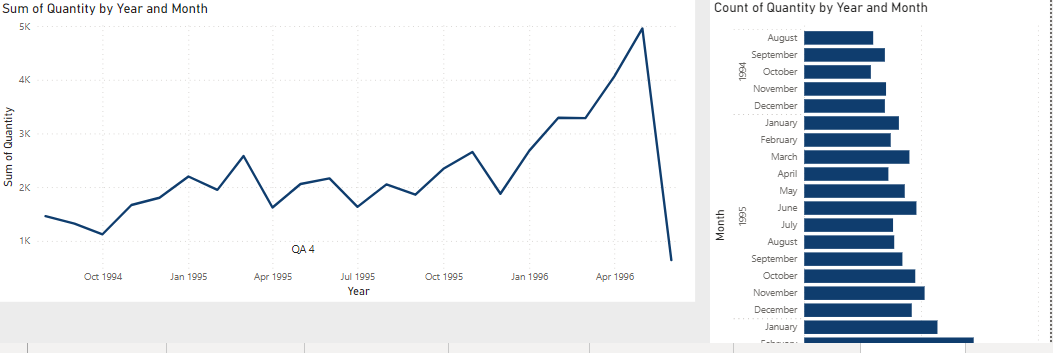 Sum of Quantity by Year and Month
5K
4K
3K
2K
1K
Sum of Quantity
QA 4
Oct 1994
Jan 1995
Apr 1995
Jul 1995
Oct 1995
Jan 1996
Apr 1996
Year
Count of Quantity by Year and Month
Month
1994
August
September
October
November
December
1995
January
February
March
April
May
June
July
August
September
October
November
December
January
February